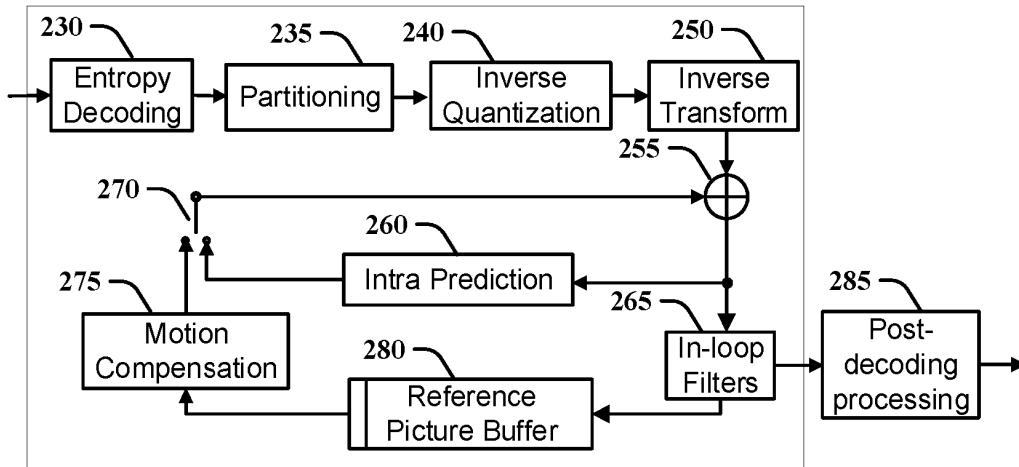 230
235
240
250
Entropy
Decoding
Partitioning
Inverse
Quantization
Inverse
Transform
255
270
260
Intra Prediction
275
265
285
Motion
Compensation
280
Reference
Picture Buffer
In-loop
Filters
Post-
decoding
processing